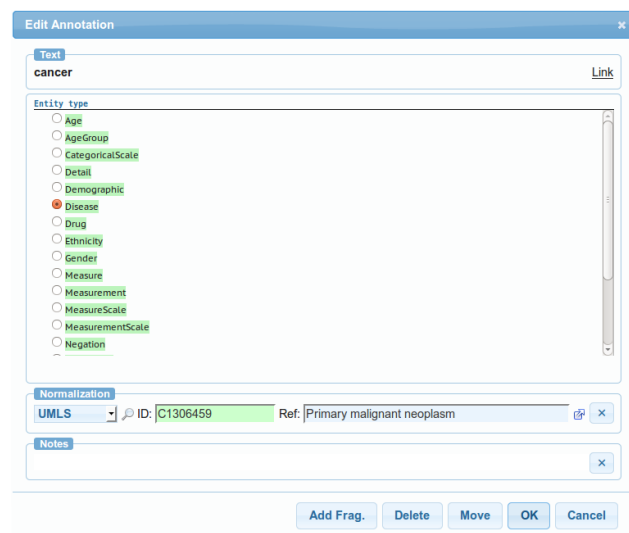 Edit Annotation ×
Text
cancer Link
Entity type
Age
AgeGroup
CategoricalScale
Detail
Demographic
Disease
Drug
Ethnicity
Gender
Measure
Measurement
MeasureScale
MeasurementScale
Negation
Normalization
UMLS ID: C1306459 Ref: Primary malignant neoplasm ×
Notes
×
Add Frag. Delete Move OK Cancel